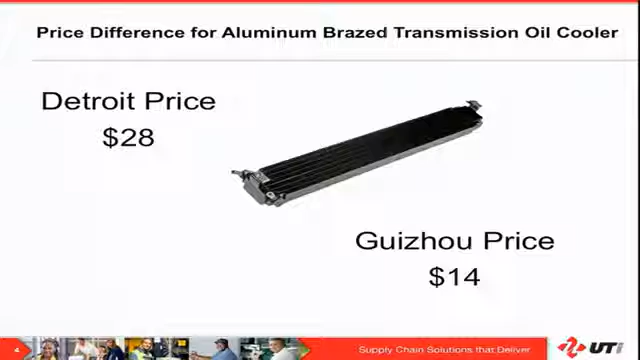 Price Difference for Aluminum Brazed Transmission Oil Cooler
Detroit Price
$28
Guizhou Price
$14
4
Supply Chain Solutions that Deliver
UTi